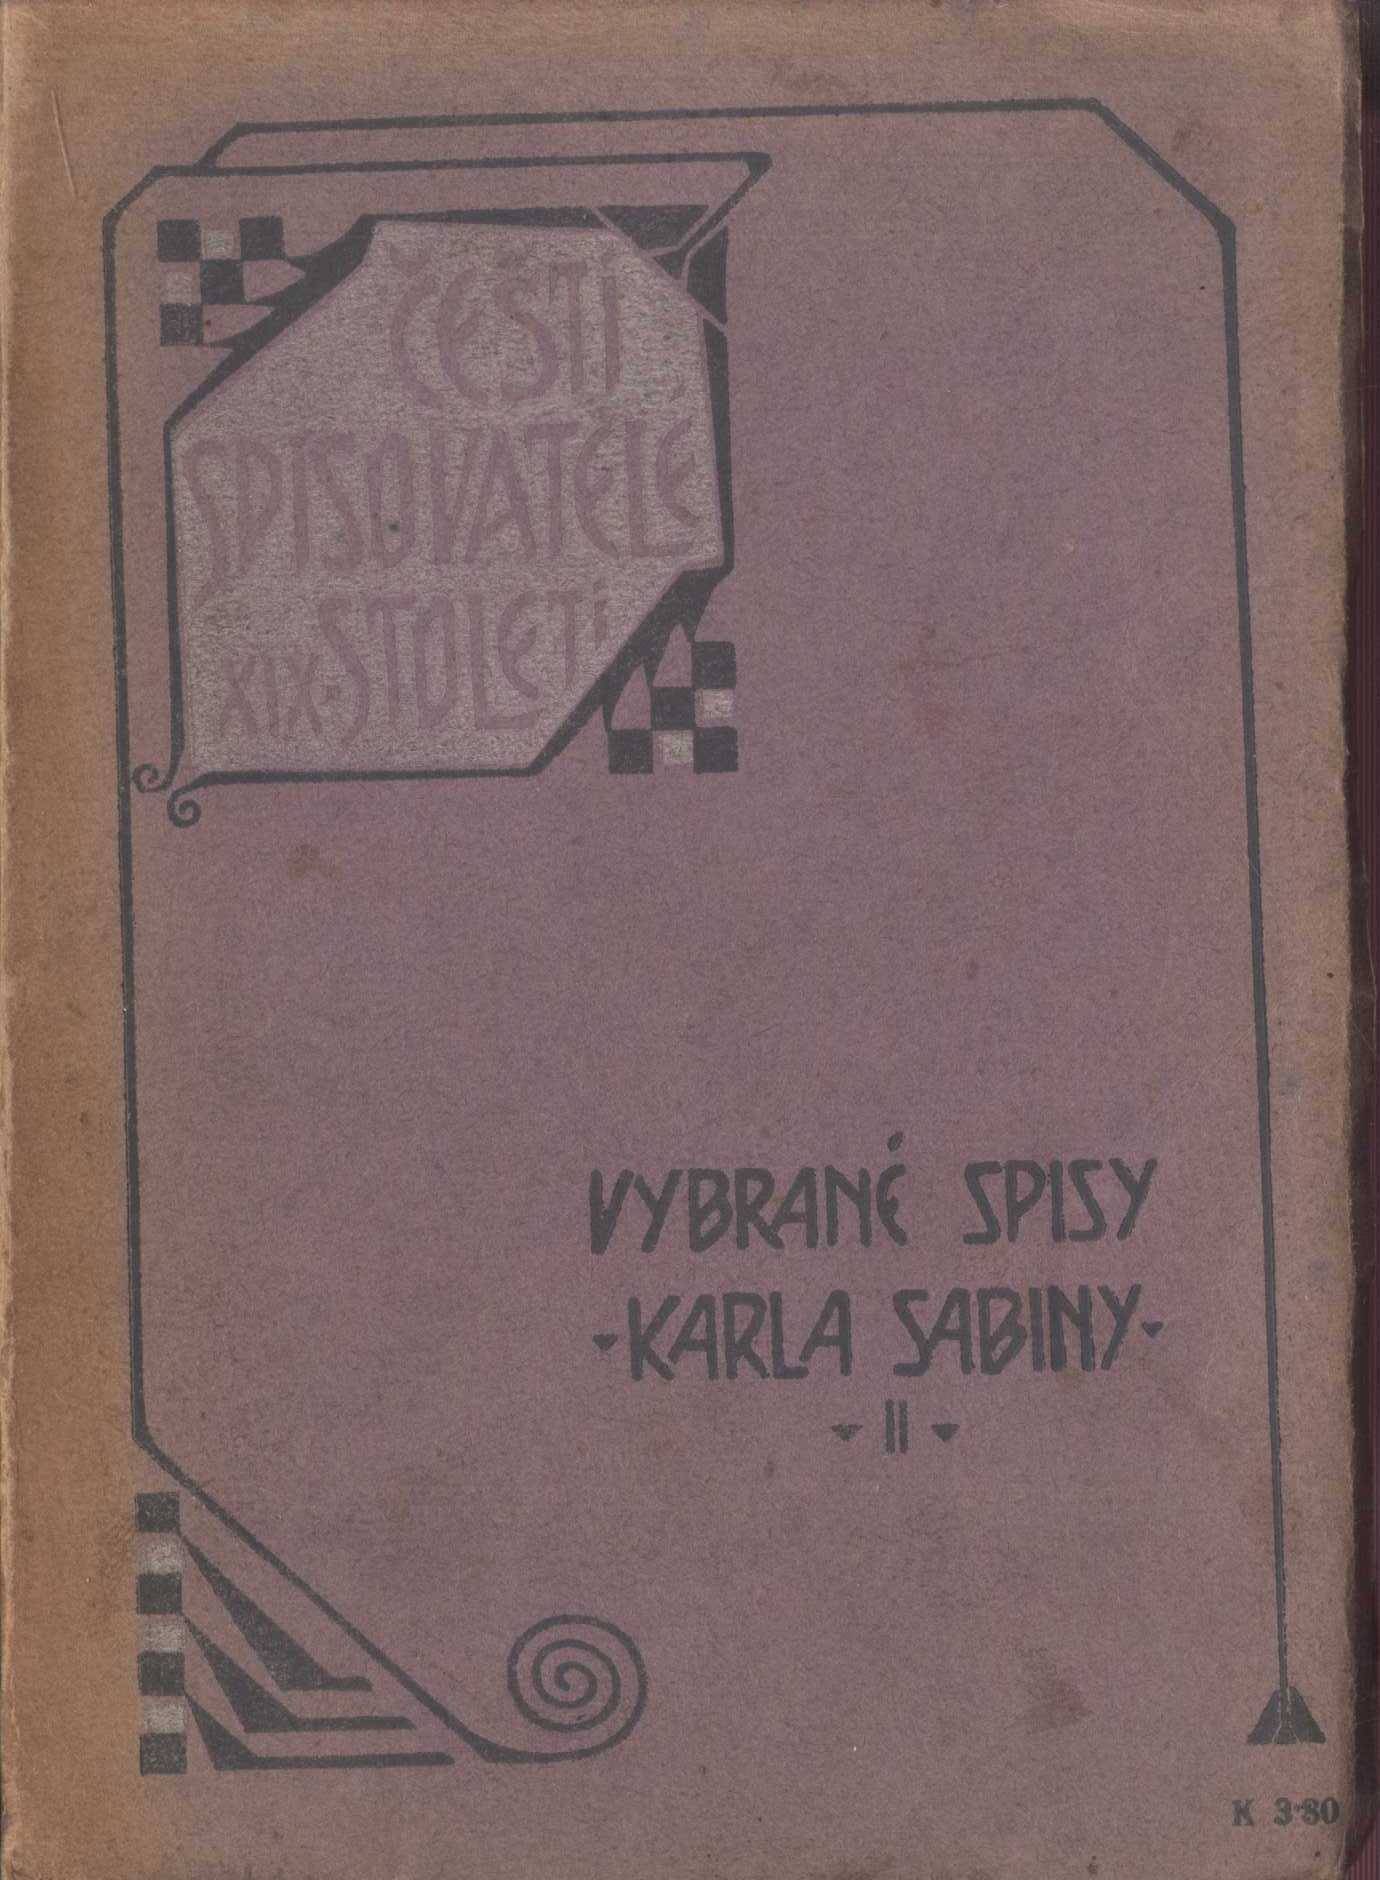 ČEŠTÍ
SPISOVATELÉ
XIX. STOLETÍ
VYBRANÉ SPISY
·KARLA SABINY·
· II ·
K 3·80